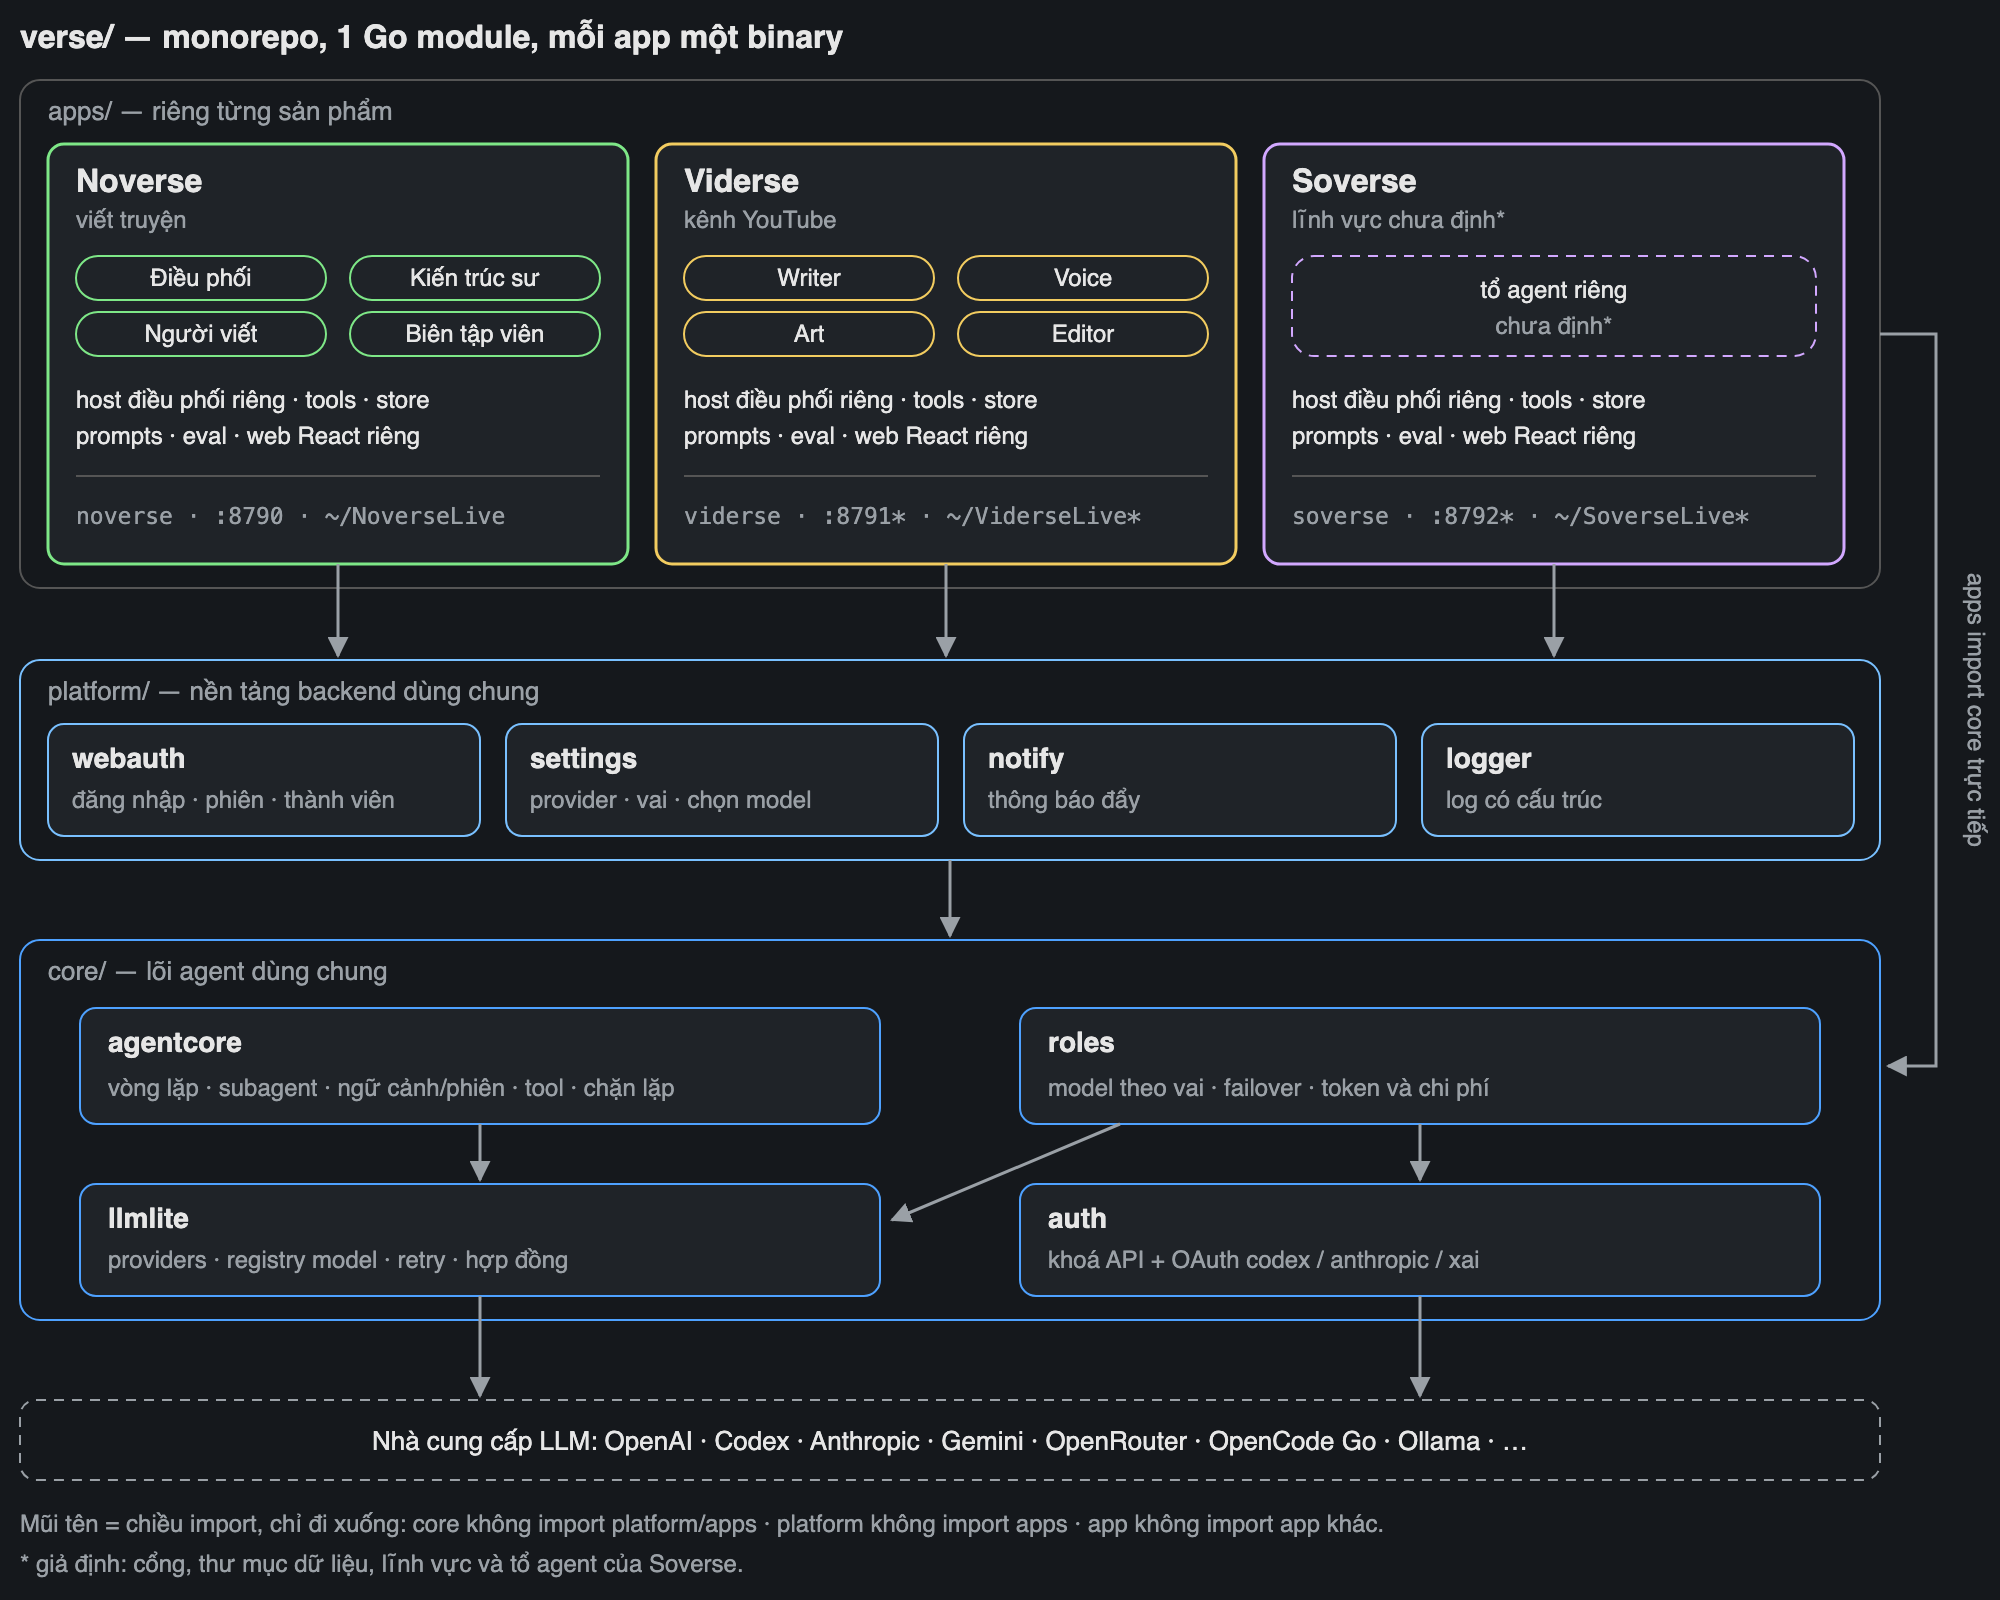 verse/ — monorepo, 1 Go module, mỗi app một binary
apps/ — riêng từng sản phẩm
Noverse
viết truyện
Điều phối
Kiến trúc sư
Người viết
Biên tập viên
host điều phối riêng · tools · store
prompts · eval · web React riêng
noverse · :8790 · ~/NoverseLive
Viderse
kênh YouTube
Writer
Voice
Art
Editor
host điều phối riêng · tools · store
prompts · eval · web React riêng
viderse · :8791* · ~/ViderseLive*
Soverse
lĩnh vực chưa định*
tổ agent riêng
chưa định*
host điều phối riêng · tools · store
prompts · eval · web React riêng
soverse · :8792* · ~/SoverseLive*
apps import core trực tiếp
platform/ — nền tảng backend dùng chung
webauth
đăng nhập · phiên · thành viên
settings
provider · vai · chọn model
notify
thông báo đẩy
logger
log có cấu trúc
core/ — lõi agent dùng chung
agentcore
vòng lặp · subagent · ngữ cảnh/phiên · tool · chặn lặp
roles
model theo vai · failover · token và chi phí
llmlite
providers · registry model · retry · hợp đồng
auth
khoá API + OAuth codex / anthropic / xai
Nhà cung cấp LLM: OpenAI · Codex · Anthropic · Gemini · OpenRouter · OpenCode Go · Ollama · …
Mũi tên = chiều import, chỉ đi xuống: core không import platform/apps · platform không import apps · app không import app khác.
* giả định: cổng, thư mục dữ liệu, lĩnh vực và tổ agent của Soverse.